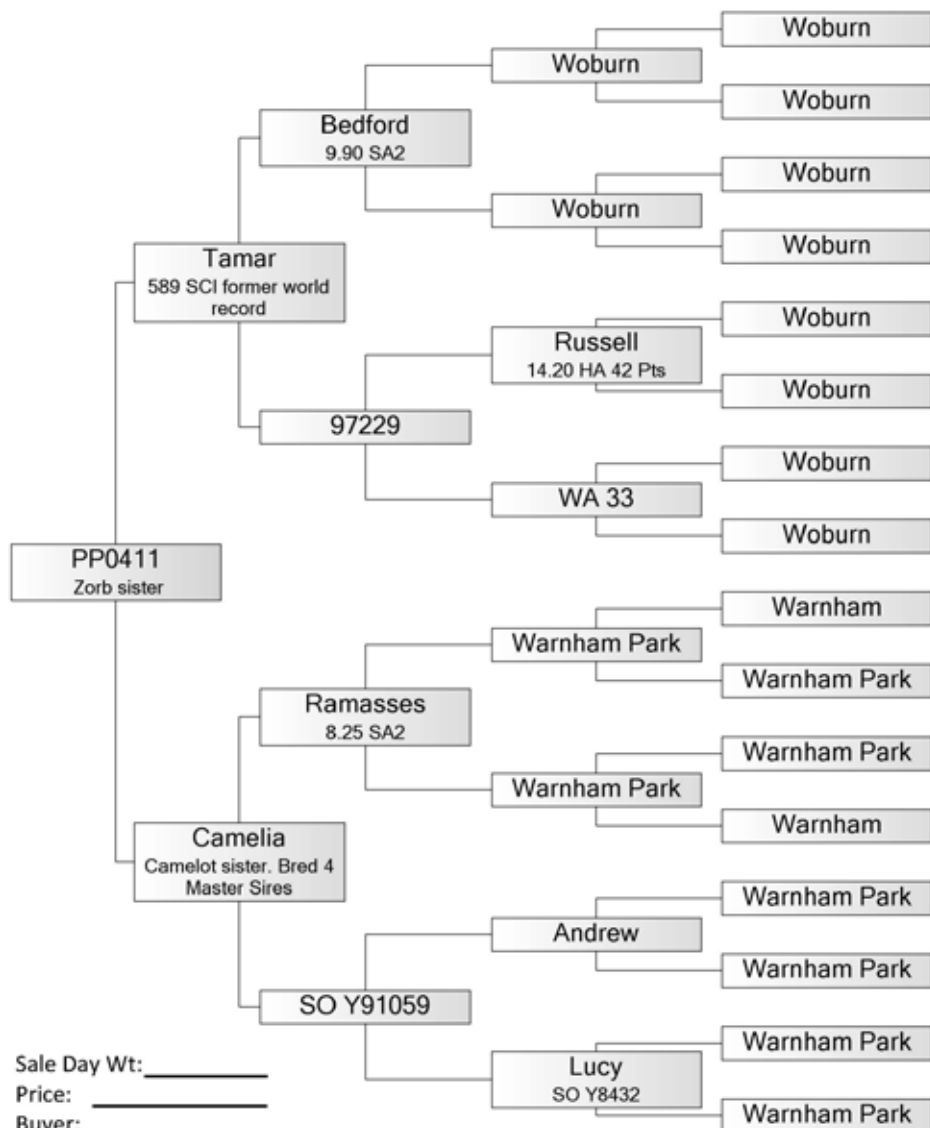 Woburn
Woburn
Woburn
Bedford
9.90 SA2
Woburn
Woburn
Woburn
Tamar
589 SCI former world
record
Woburn
Russell
14.20 HA 42 Pts
Woburn
97229
Woburn
WA 33
Woburn
PP0411
Zorb sister
Warnham
Warnham Park
Warnham Park
Ramasses
8.25 SA2
Warnham Park
Warnham Park
Warnham
Camelia
Camelot sister. Bred 4
Master Sires
Warnham Park
Andrew
Warnham Park
SO Y91059
Warnham Park
Lucy
SO Y8432
Warnham Park
Sale Day Wt:
Price:
Buyer: